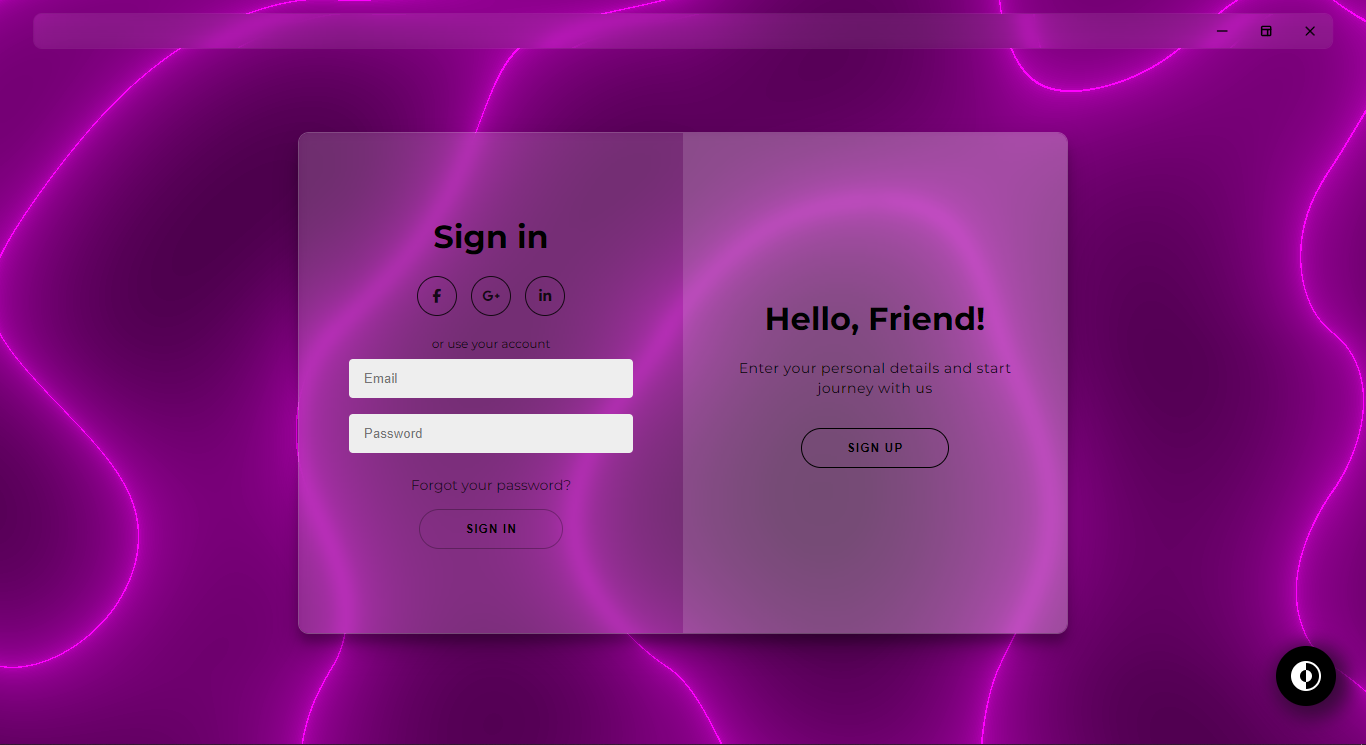 Sign in
f
G+
in
or use your account
Email
Password
Forgot your password?
SIGN IN
Hello, Friend!
Enter your personal details and start
journey with us
SIGN UP